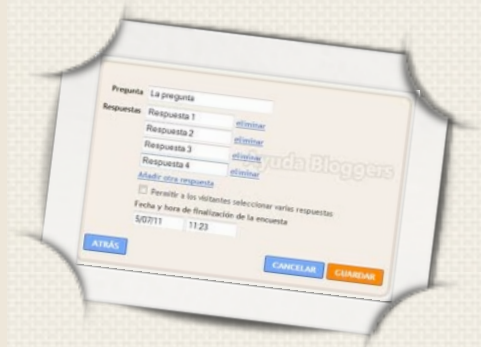 Pregunta La pregunta
Respuestas Respuesta 1 eliminar
Respuesta 2 eliminar
Respuesta 3 eliminar
Respuesta 4 eliminar
Añadir otra respuesta
Permitir a los visitantes seleccionar varias respuestas
Fecha y hora de finalización de la encuesta
5/07/11 11:23
ATRÁS CANCELAR GUARDAR
Ayuda Bloggers